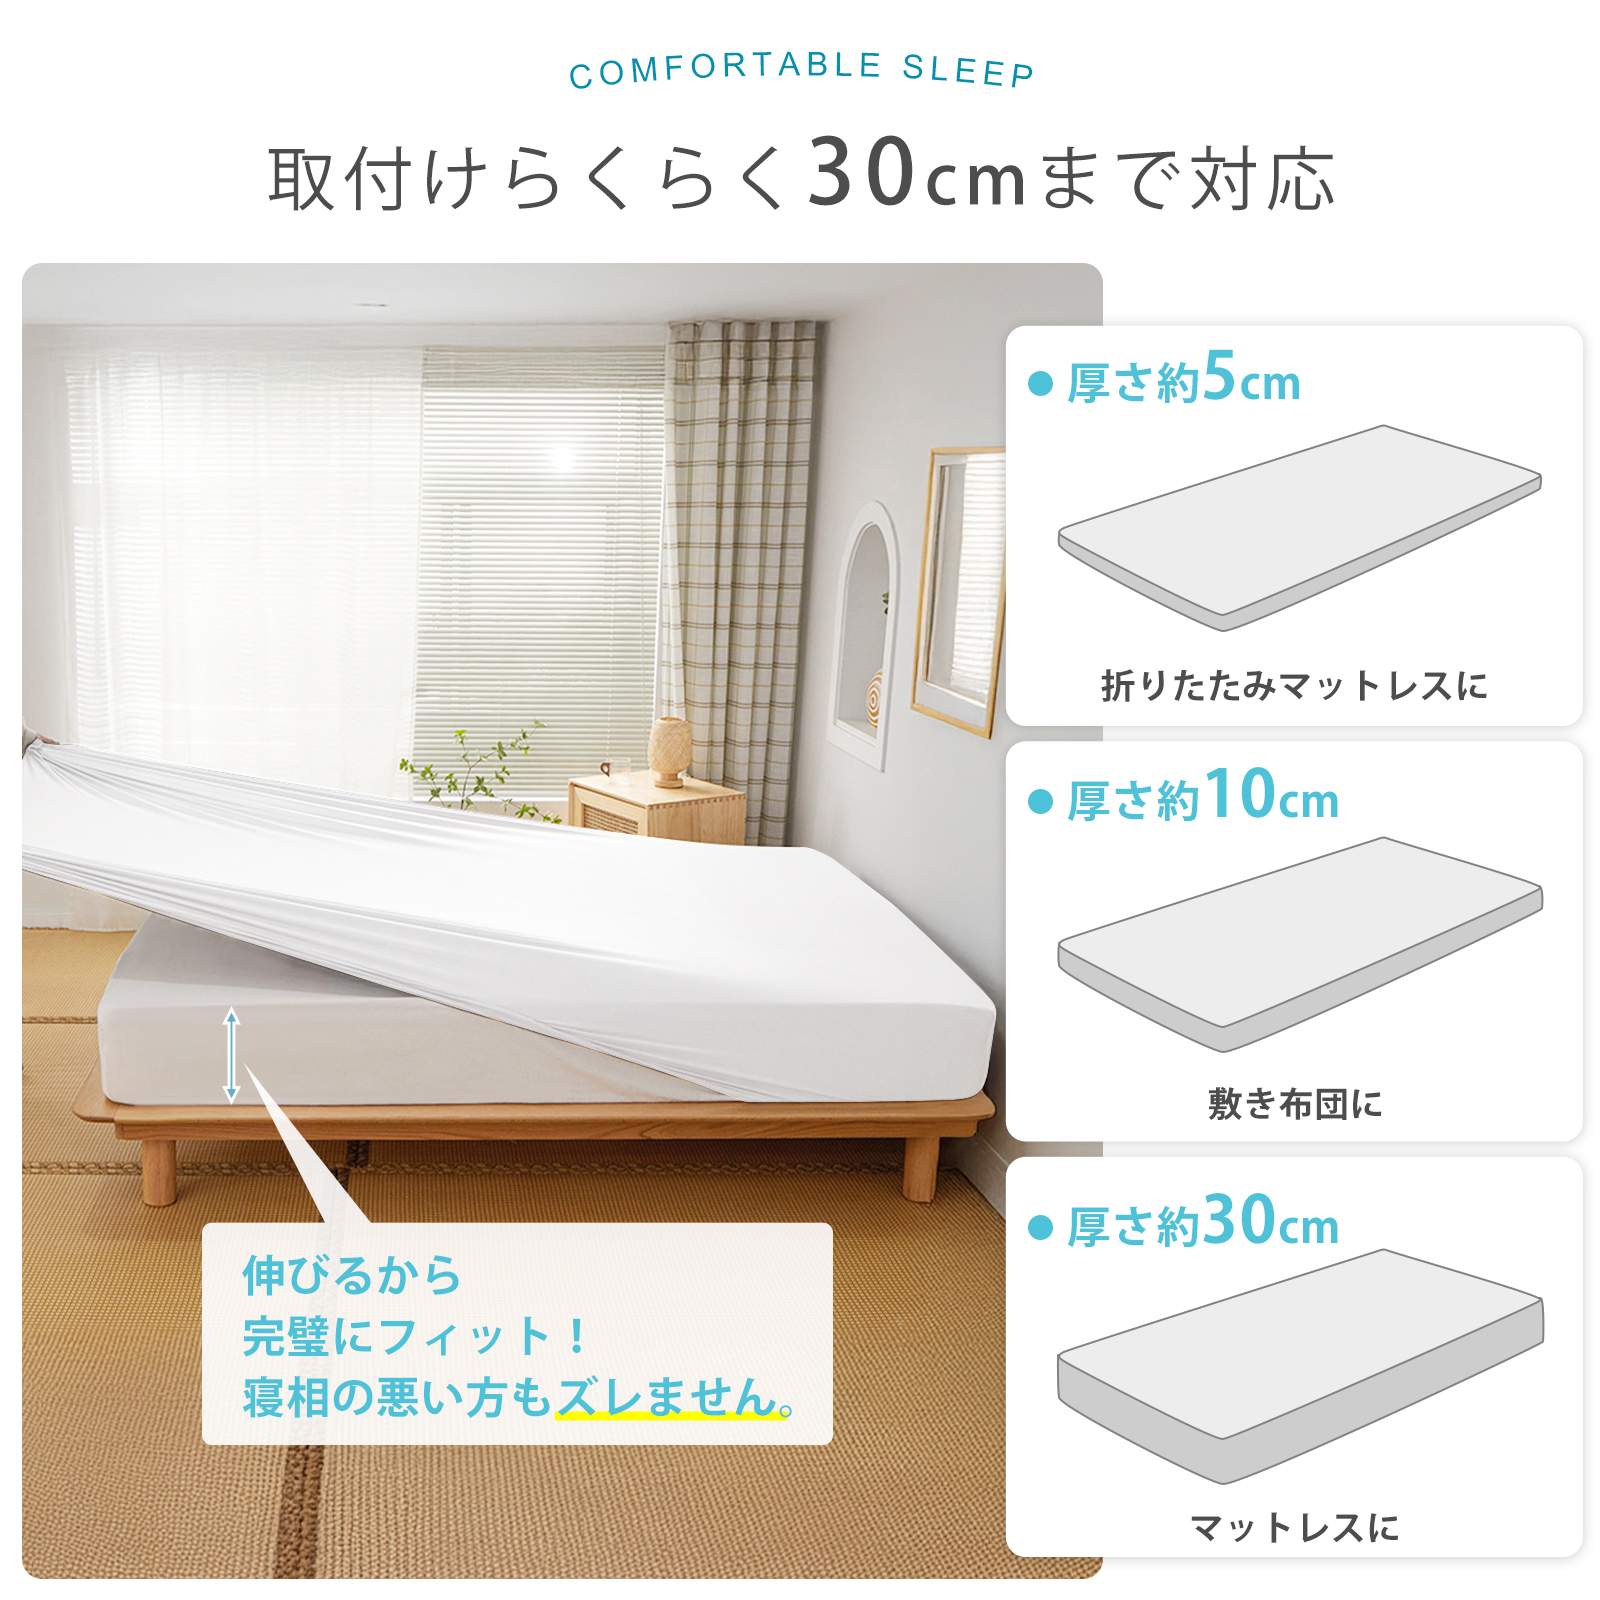 COMFORTABLE SLEEP
取付けらくらく30cmまで対応
● 厚さ約5cm
折りたたみマットレスに
● 厚さ約10cm
敷き布団に
● 厚さ約30cm
マットレスに
伸びるから
完璧にフィット！
寝相の悪い方もズレません。